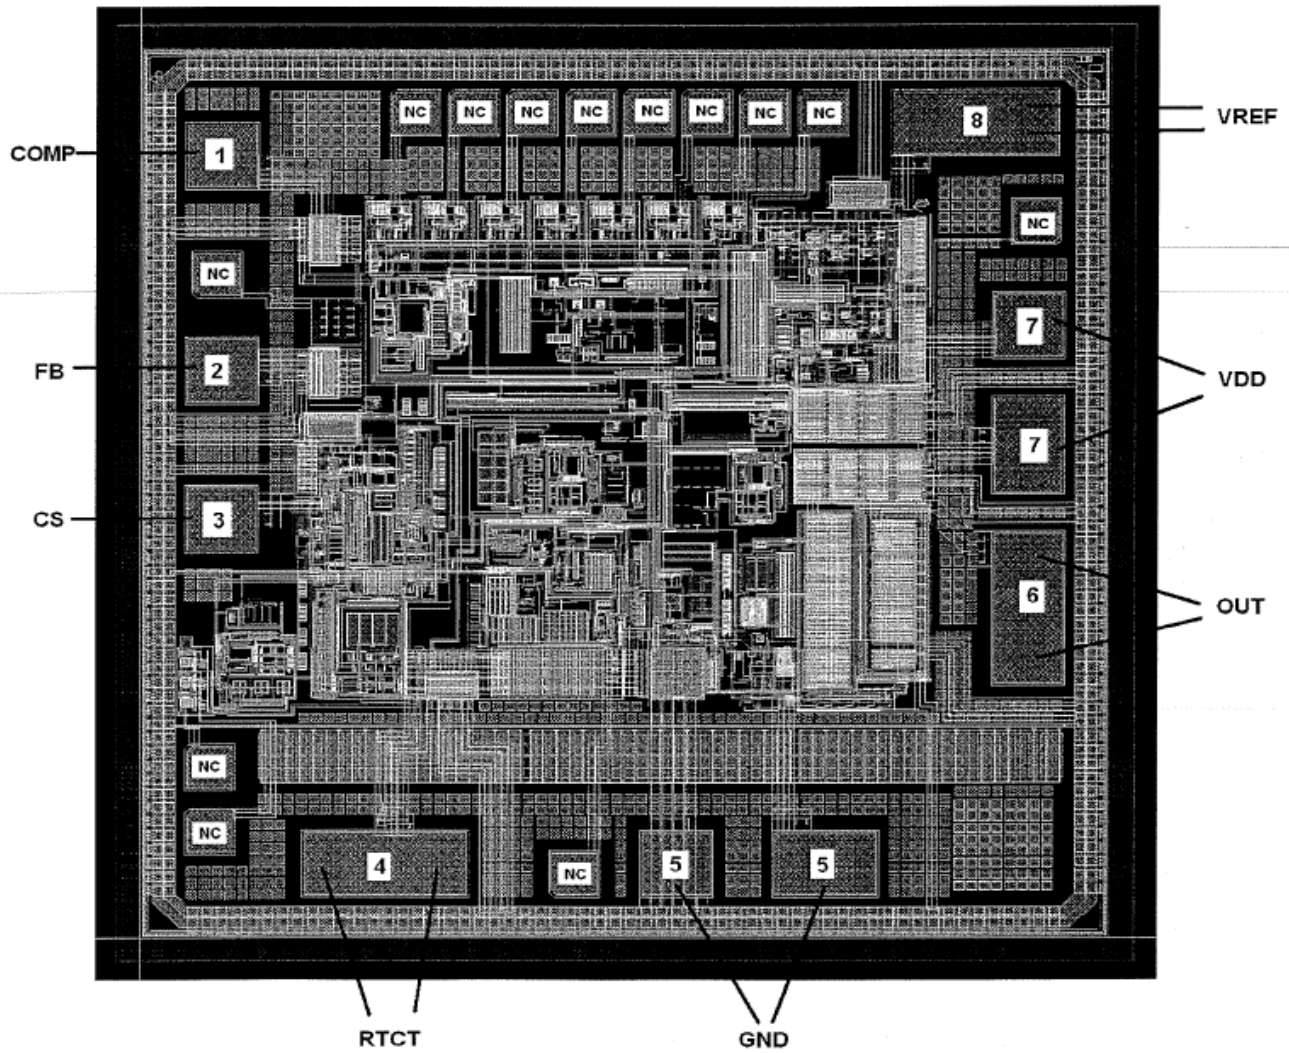 NC NC NC NC NC NC NC NC
8
VREF
COMP
1
NC
NC
7
FB
2
VDD
7
CS
3
6
OUT
NC
NC
4
NC
5
5
RTCT
GND